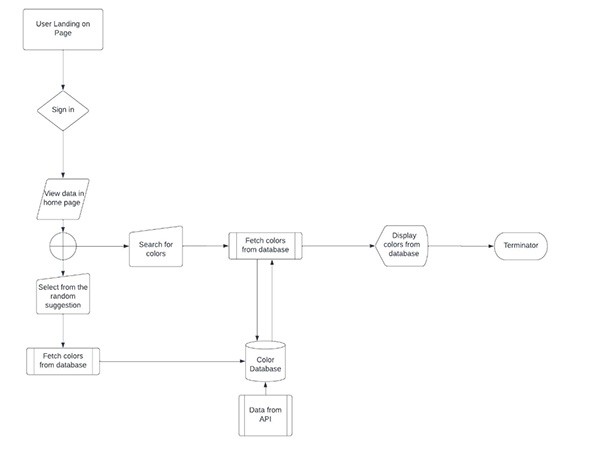 User Landing on
Page
Sign in
View data in
home page
Search for
colors
Fetch colors
from database
Display
colors from
database
Terminator
Select from the
random
suggestion
Fetch colors
from database
Color
Database
Data from
API